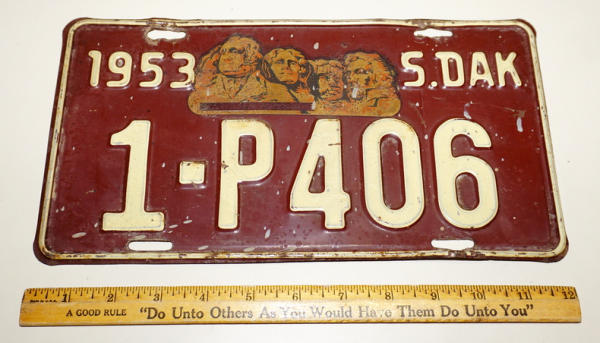 1953 S.DAK
1-P406
1 2 3 4 5 6 7 8 9 10 11 12
A GOOD RULE "Do Unto Others As You Would Have Them Do Unto You"